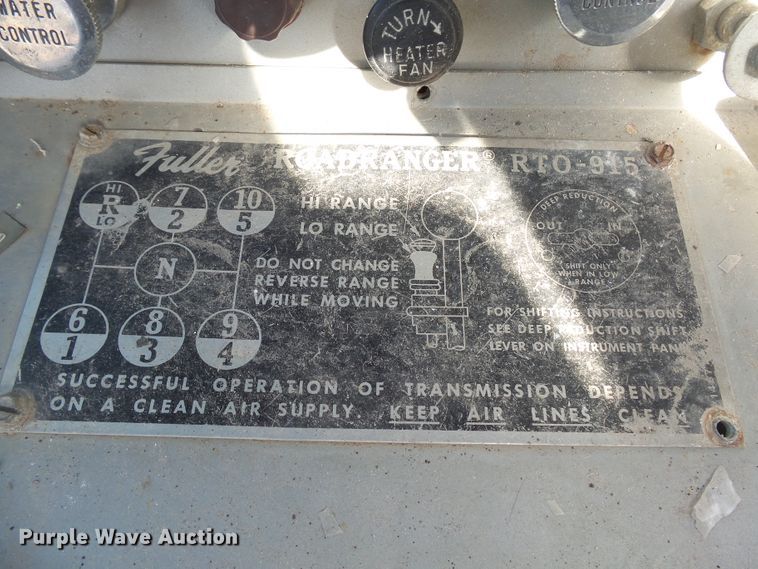 WATER
CONTROL
TURN
HEATER
FAN
CONTROL
Fuller ROADRANGER® RTO-915
HI
R
LO
7
2
10
5
HI RANGE
LO RANGE
N
DO NOT CHANGE
REVERSE RANGE
WHILE MOVING
6
1
8
3
9
4
DEEP REDUCTION
OUT IN
SHIFT ONLY
WHEN IN LOW
RANGE
FOR SHIFTING INSTRUCTIONS
SEE DEEP REDUCTION SHIFT
LEVER ON INSTRUMENT PANEL
SUCCESSFUL OPERATION OF TRANSMISSION DEPENDS
ON A CLEAN AIR SUPPLY. KEEP AIR LINES CLEAN
Purple Wave Auction